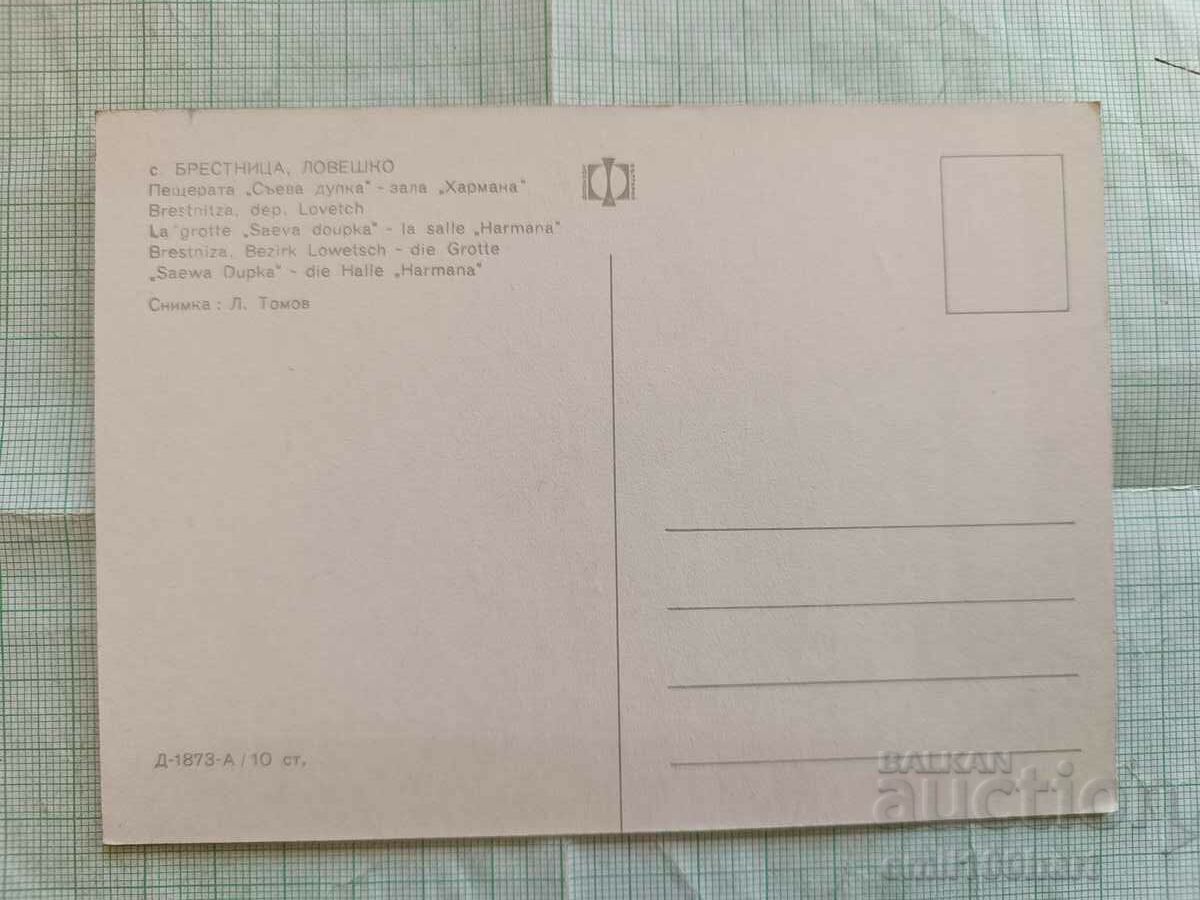 с. БРЕСТНИЦА, ЛОВЕШКО
Пещерата „Съева дупка“ - зала „Хармана“
Brestnitza, dep. Lovetch
La grotte „Saeva doupka“ - la salle „Harmana“
Brestniza, Bezirk Lowetsch - die Grotte
„Saewa Dupka“ - die Halle „Harmana“
Снимка : Л. Томов
Д-1873-А / 10 ст.
BALKAN
auction